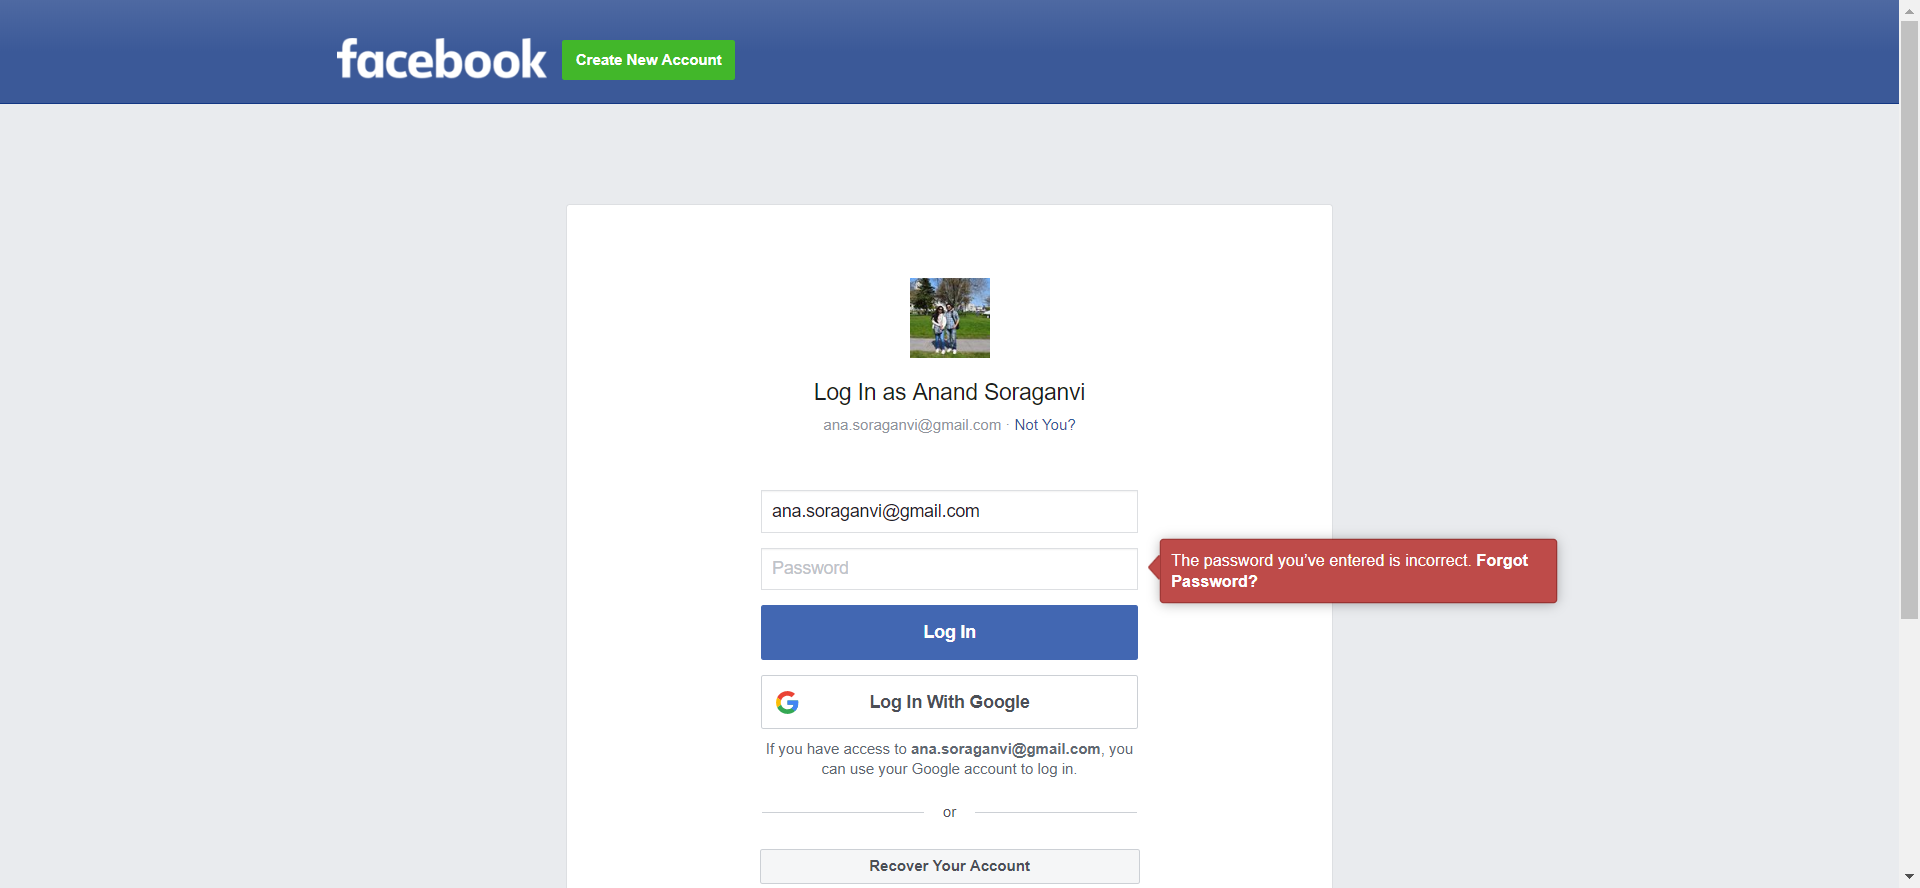 facebook
Create New Account
Log In as Anand Soraganvi
ana.soraganvi@gmail.com · Not You?
ana.soraganvi@gmail.com
Password
The password you’ve entered is incorrect. Forgot
Password?
Log In
Log In With Google
If you have access to ana.soraganvi@gmail.com, you
can use your Google account to log in.
or
Recover Your Account